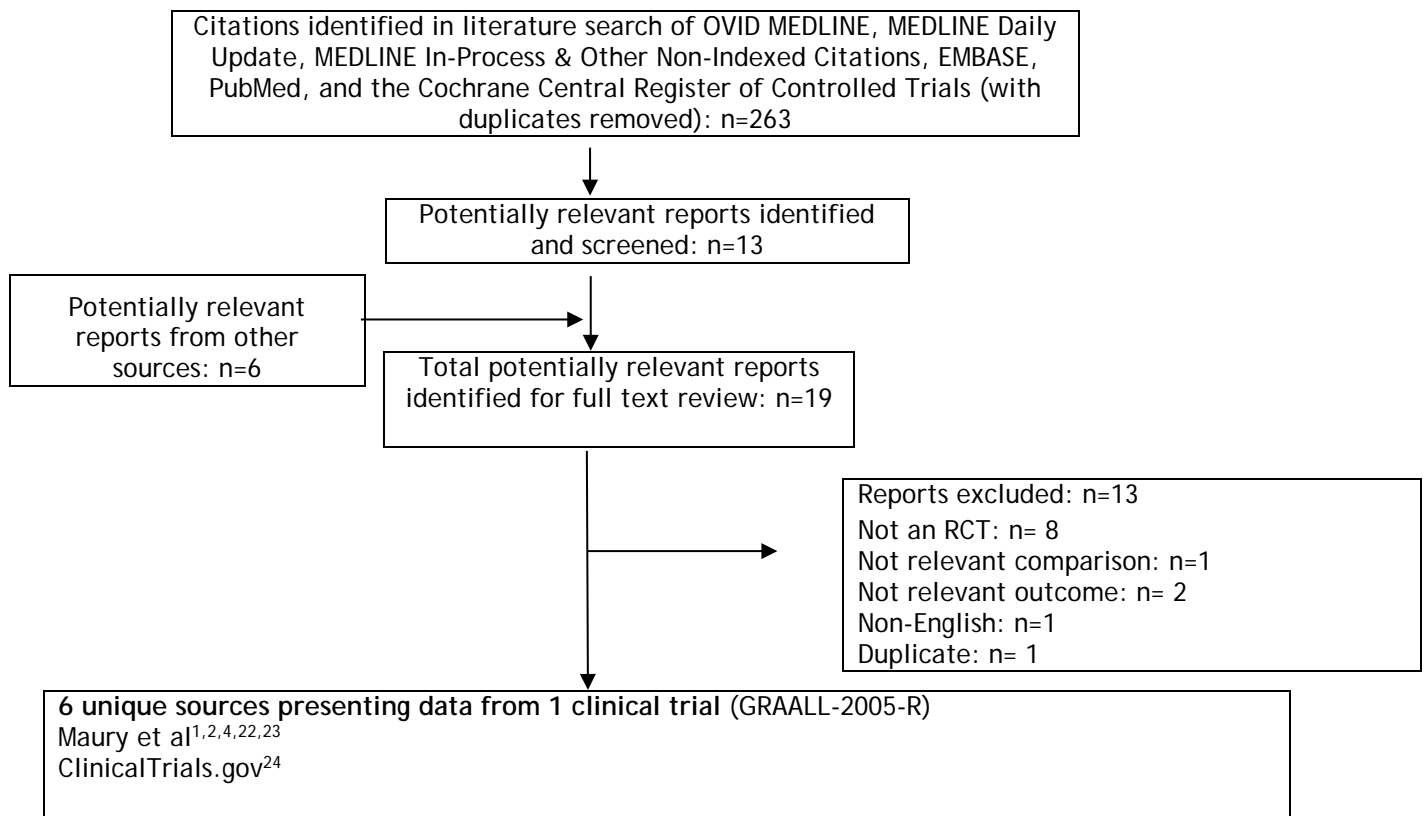 Citations identified in literature search of OVID MEDLINE, MEDLINE Daily
Update, MEDLINE In-Process & Other Non-Indexed Citations, EMBASE,
PubMed, and the Cochrane Central Register of Controlled Trials (with
duplicates removed): n=263
Potentially relevant reports identified
and screened: n=13
Potentially relevant
reports from other
sources: n=6
Total potentially relevant reports
identified for full text review: n=19
Reports excluded: n=13
Not an RCT: n= 8
Not relevant comparison: n=1
Not relevant outcome: n= 2
Non-English: n=1
Duplicate: n= 1
6 unique sources presenting data from 1 clinical trial (GRAALL-2005-R)
Maury et al1,2,4,22,23
ClinicalTrials.gov24